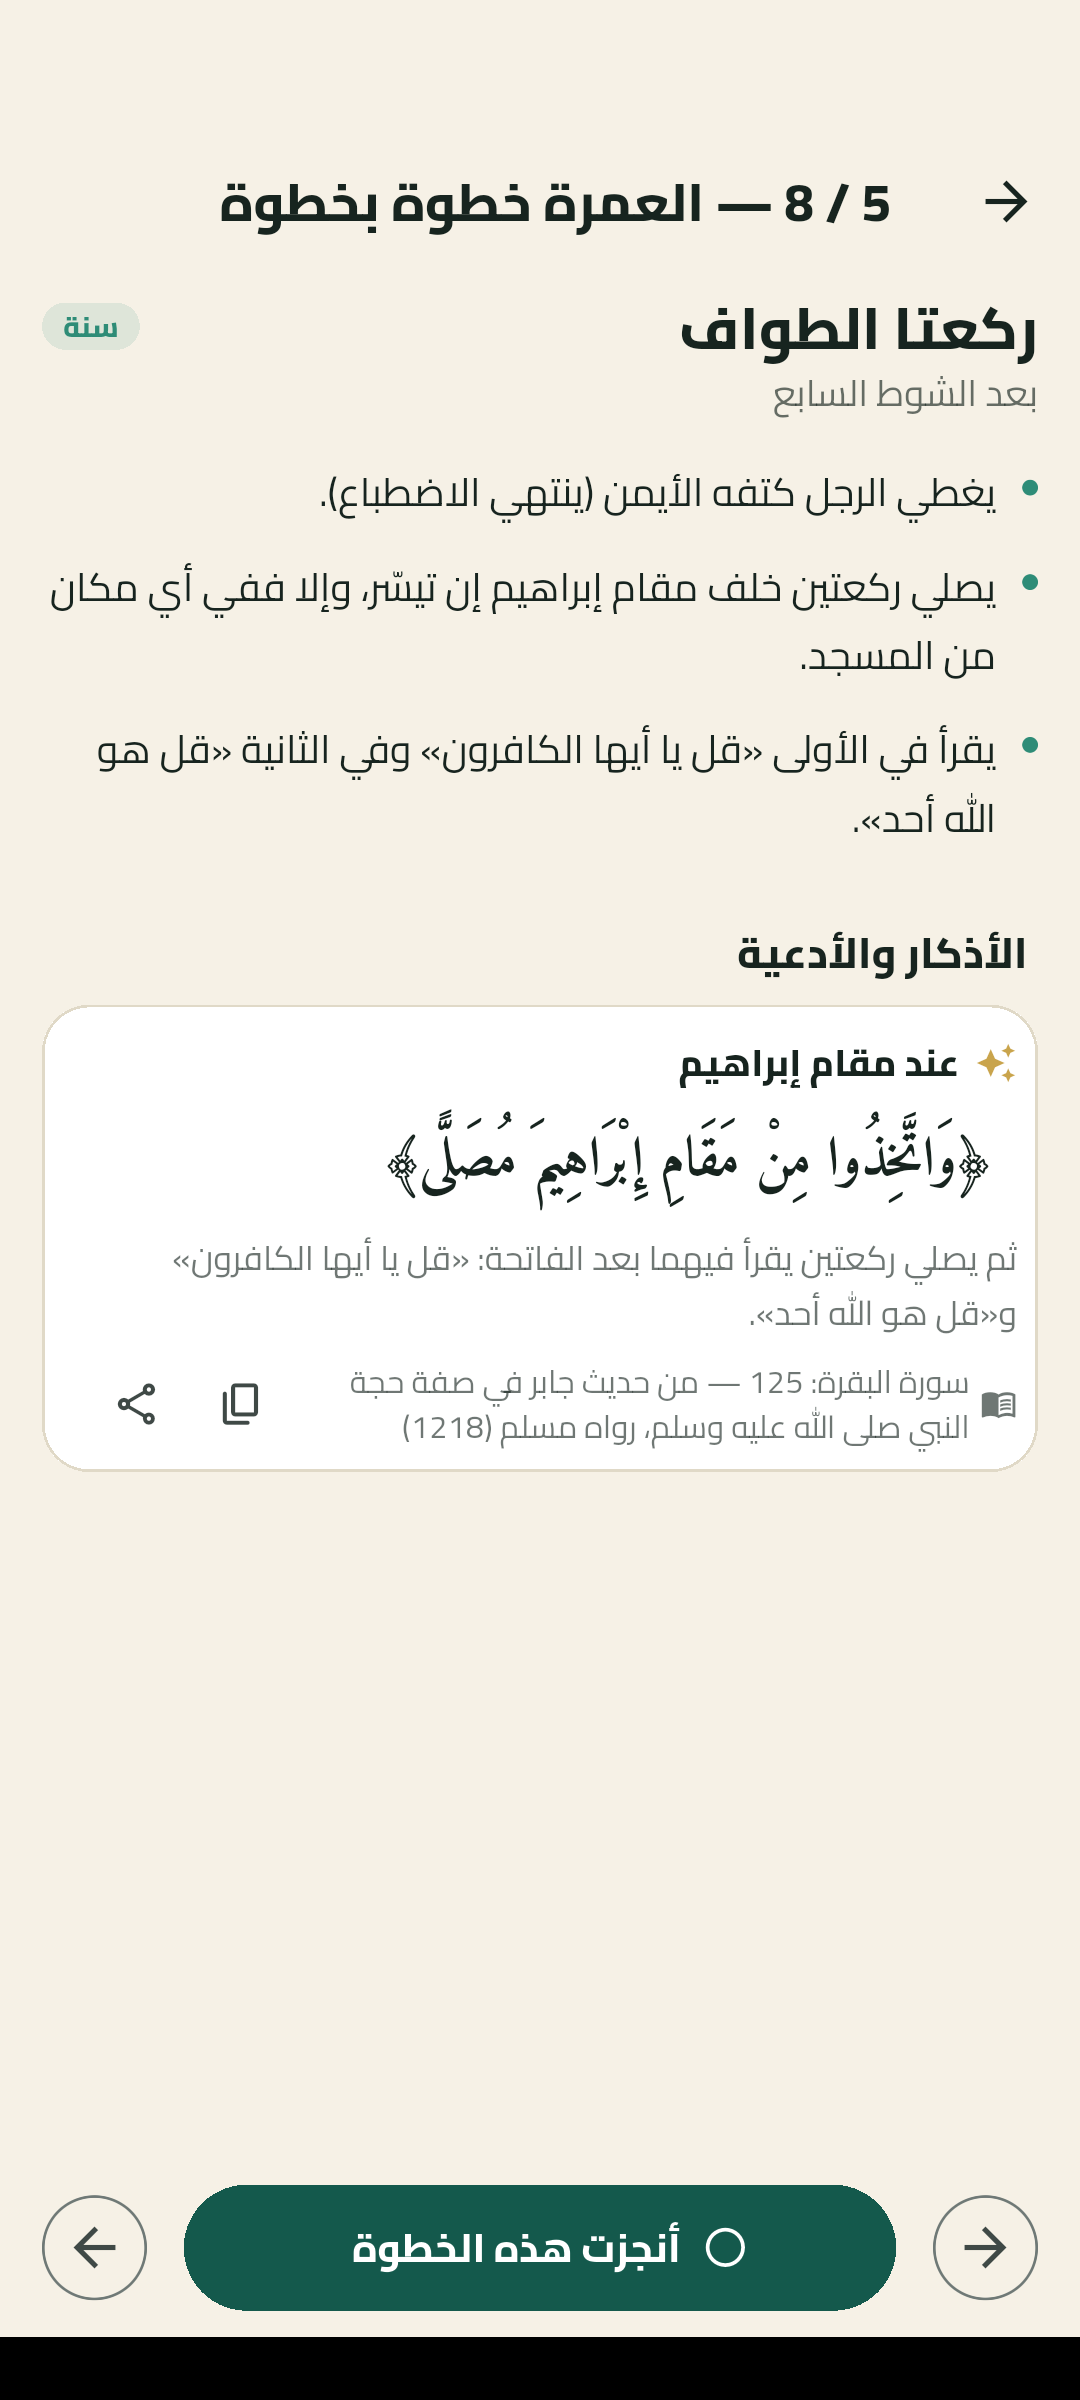 5 / 8 — العمرة خطوة بخطوة
ركعتا الطواف
سنة
بعد الشوط السابع
يغطي الرجل كتفه الأيمن (ينتهي الاضطباع).
يصلي ركعتين خلف مقام إبراهيم إن تيسّر، وإلا ففي أي مكان
من المسجد.
يقرأ في الأولى «قل يا أيها الكافرون» وفي الثانية «قل هو
الله أحد».
الأذكار والأدعية
عند مقام إبراهيم
﴿وَاتَّخِذُوا مِنْ مَقَامِ إِبْرَاهِيمَ مُصَلًّى﴾
ثم يصلي ركعتين يقرأ فيهما بعد الفاتحة: «قل يا أيها الكافرون»
و«قل هو الله أحد».
سورة البقرة: 125 — من حديث جابر في صفة حجة
النبي صلى الله عليه وسلم، رواه مسلم (1218)
أنجزت هذه الخطوة